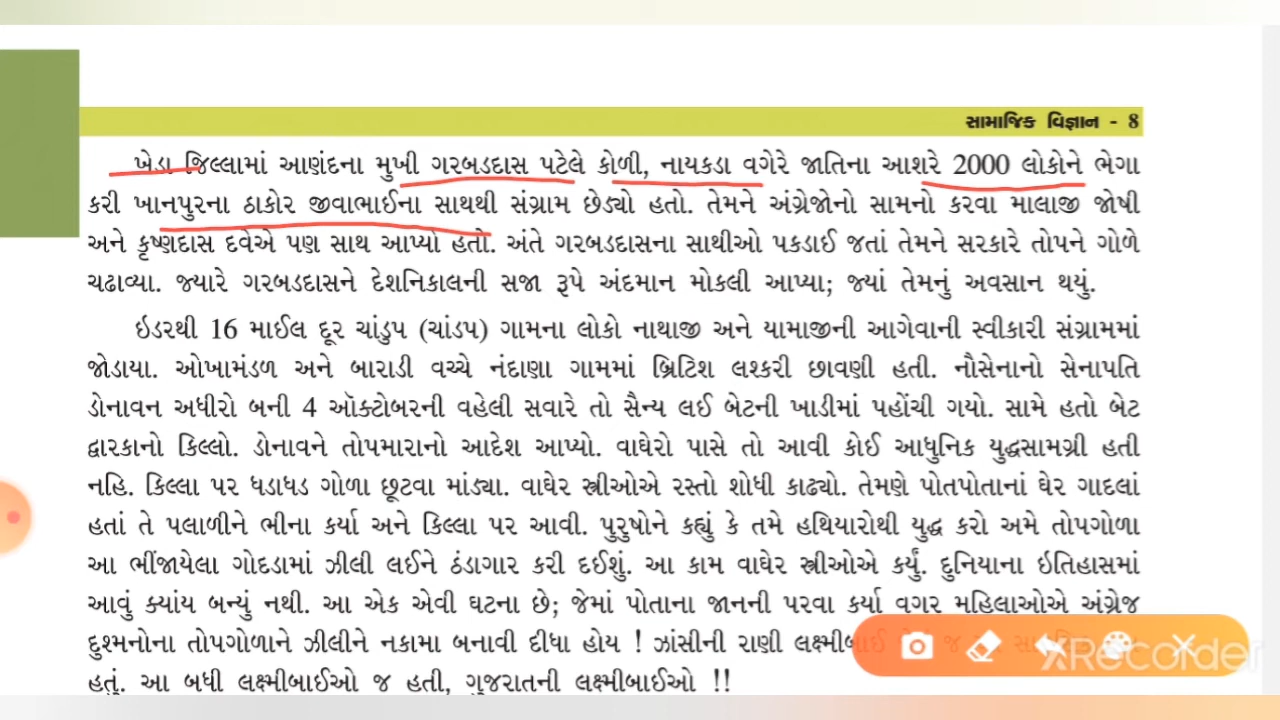 સામાજિક વિજ્ઞાન - 8
ખેડા જિલ્લામાં આણંદના મુખી ગરબડદાસ પટેલે કોળી, નાયકડા વગેરે જાતિના આશરે 2000 લોકોને ભેગા
કરી ખાનપુરના ઠાકોર જીવાભાઈના સાથથી સંગ્રામ છેડ્યો હતો. તેમને અંગ્રેજોનો સામનો કરવા માલાજી જોષી
અને કૃષ્ણદાસ દવેએ પણ સાથ આપ્યો હતો. અંતે ગરબડદાસના સાથીઓ પકડાઈ જતાં તેમને સરકારે તોપને ગોળે
ચઢાવ્યા. જ્યારે ગરબડદાસને દેશનિકાલની સજા રૂપે અંદમાન મોકલી આપ્યા; જ્યાં તેમનું અવસાન થયું.
ઇડરથી 16 માઈલ દૂર ચાંડુપ (ચાંડપ) ગામના લોકો નાથાજી અને યામાજીની આગેવાની સ્વીકારી સંગ્રામમાં
જોડાયા. ઓખામંડળ અને બારાડી વચ્ચે નંદાણા ગામમાં બ્રિટિશ લશ્કરી છાવણી હતી. નૌસેનાનો સેનાપતિ
ડોનાવન અધીરો બની 4 ઑક્ટોબરની વહેલી સવારે તો સૈન્ય લઈ બેટની ખાડીમાં પહોંચી ગયો. સામે હતો બેટ
દ્વારકાનો કિલ્લો. ડોનાવને તોપમારાનો આદેશ આપ્યો. વાઘેરો પાસે તો આવી કોઈ આધુનિક યુદ્ધસામગ્રી હતી
નહિ. કિલ્લા પર ધડાધડ ગોળા છૂટવા માંડ્યા. વાઘેર સ્ત્રીઓએ રસ્તો શોધી કાઢ્યો. તેમણે પોતપોતાનાં ઘેર ગાદલાં
હતાં તે પલાળીને ભીના કર્યા અને કિલ્લા પર આવી. પુરુષોને કહ્યું કે તમે હથિયારોથી યુદ્ધ કરો અમે તોપગોળા
આ ભીંજાયેલા ગોદડામાં ઝીલી લઈને ઠંડાગાર કરી દઈશું. આ કામ વાઘેર સ્ત્રીઓએ કર્યું. દુનિયાના ઇતિહાસમાં
આવું ક્યાંય બન્યું નથી. આ એક એવી ઘટના છે; જેમાં પોતાના જાનની પરવા કર્યા વગર મહિલાઓએ અંગ્રેજ
દુશ્મનોના તોપગોળાને ઝીલીને નકામા બનાવી દીધા હોય ! ઝાંસીની રાણી લક્ષ્મીબાઈ
હતું. આ બધી લક્ષ્મીબાઈઓ જ હતી, ગુજરાતની લક્ષ્મીબાઈઓ !!
XRecorder